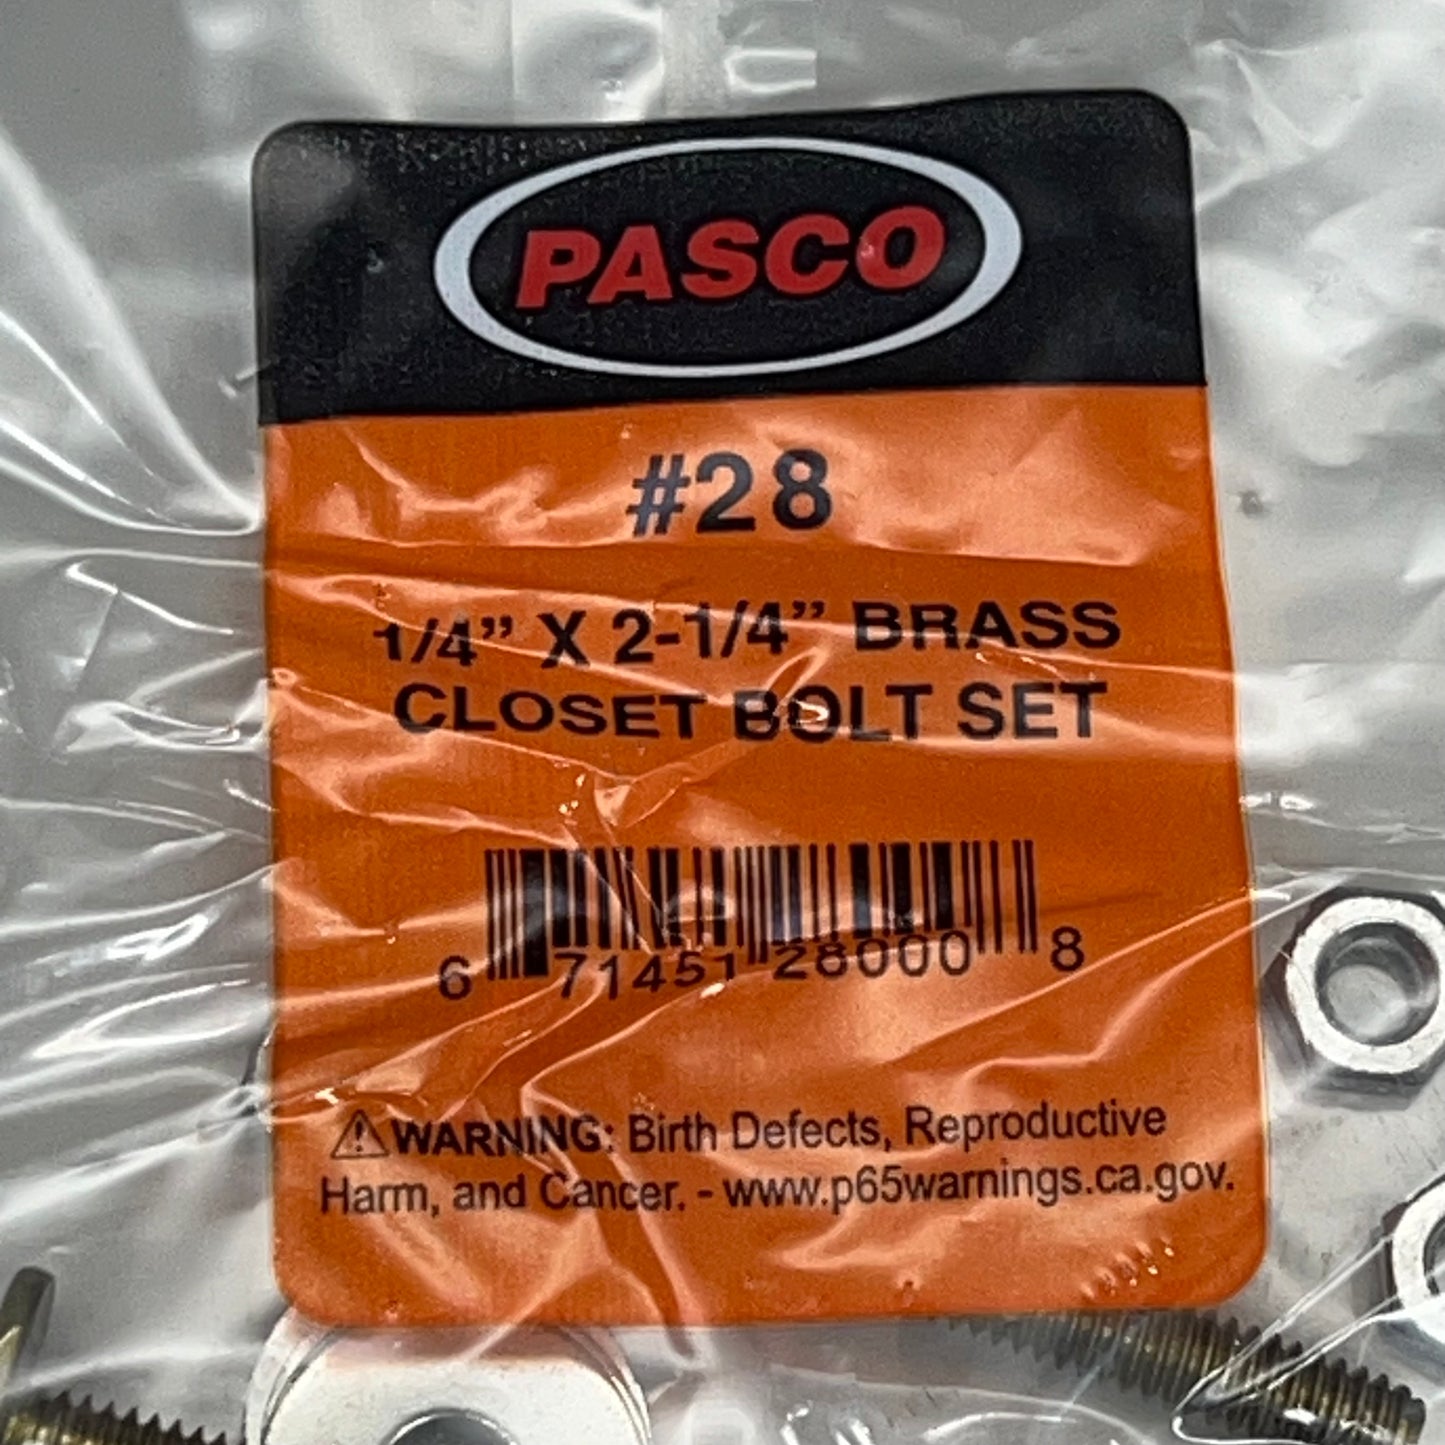 PASCO
#28
1/4” X 2-1/4” BRASS
CLOSET BOLT SET
6 71451 28000 8
⚠WARNING: Birth Defects, Reproductive
Harm, and Cancer. - www.p65warnings.ca.gov.